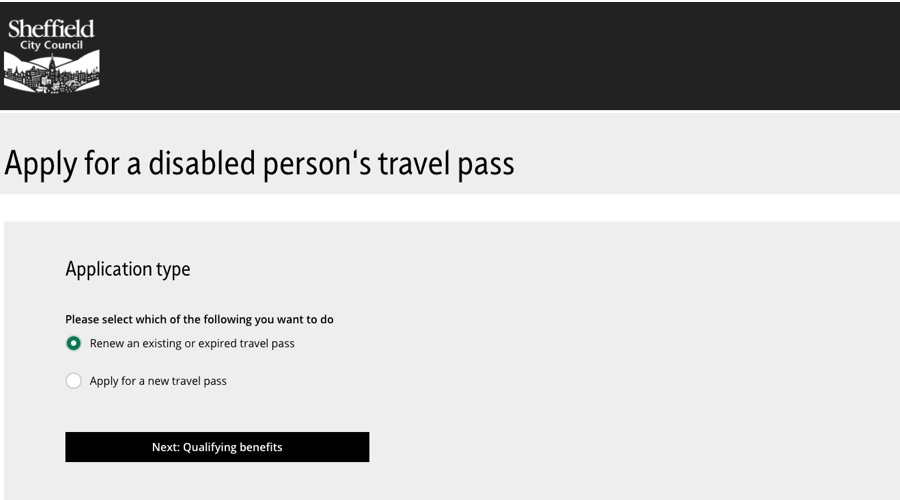 Sheffield
City Council
Apply for a disabled person's travel pass
Application type
Please select which of the following you want to do
Renew an existing or expired travel pass
Apply for a new travel pass
Next: Qualifying benefits